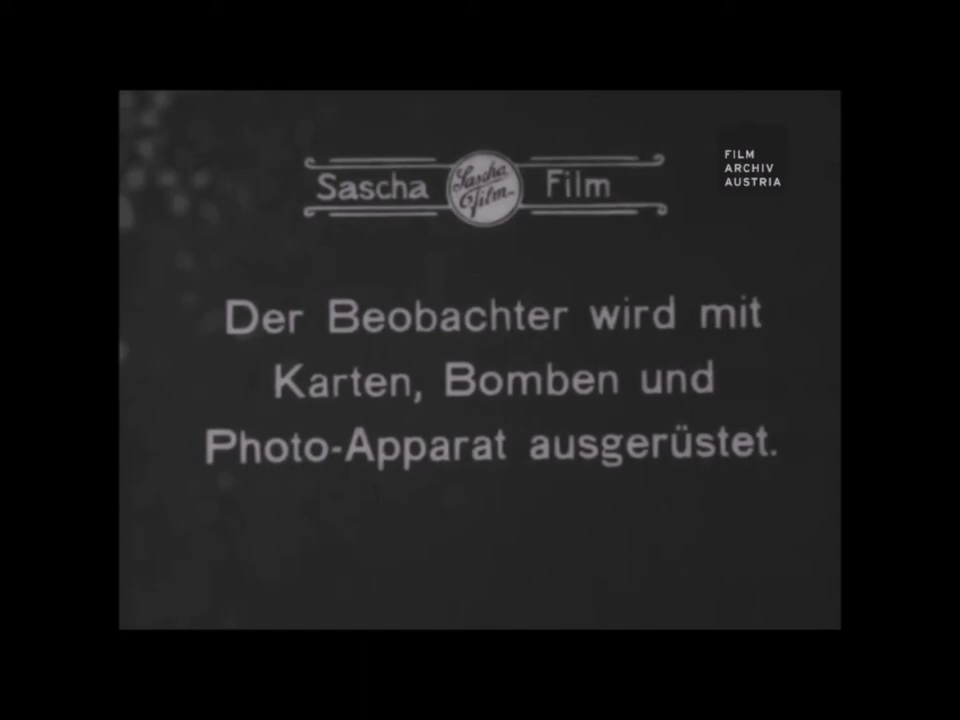 Sascha Sascha Film Film
FILM
ARCHIV
AUSTRIA
Der Beobachter wird mit
Karten, Bomben und
Photo-Apparat ausgerüstet.